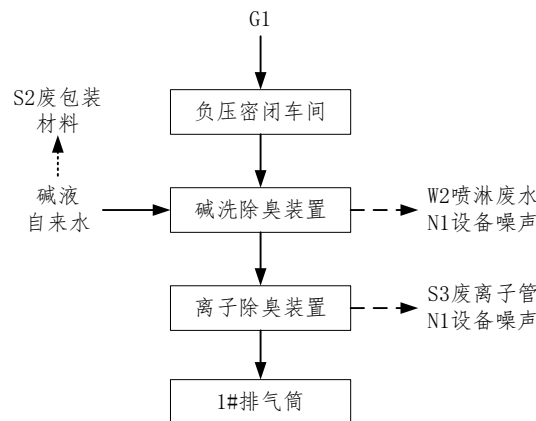 G1
S2废包装
材料
负压密闭车间
碱液
自来水
碱洗除臭装置
W2喷淋废水
N1设备噪声
离子除臭装置
S3废离子管
N1设备噪声
1#排气筒